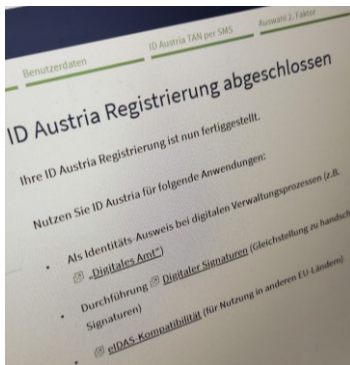 Benutzerdaten
ID Austria TAN per SMS
Auswahl 2. Faktor
ID Austria Registrierung abgeschlossen
Ihre ID Austria Registrierung ist nun fertiggestellt.
Nutzen Sie ID Austria für folgende Anwendungen:
• Als Identitäts-Ausweis bei digitalen Verwaltungsprozessen (z.B.
„Digitales Amt“)
• Durchführung Digitaler Signaturen (Gleichstellung zu handsch
Signaturen)
• eIDAS-Kompatibilität (für Nutzung in anderen EU-Ländern)